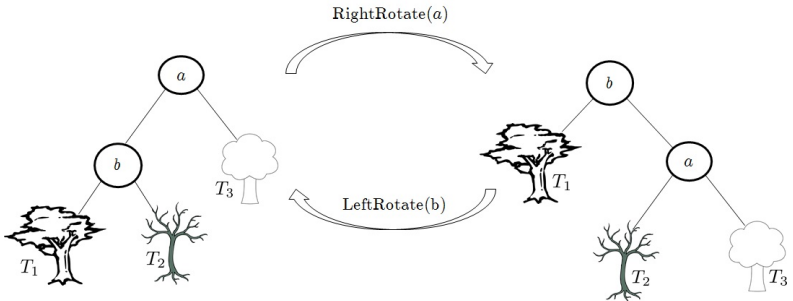 RightRotate(a)
a
b
T₃
T₁
T₂
LeftRotate(b)
b
a
T₁
T₂
T₃